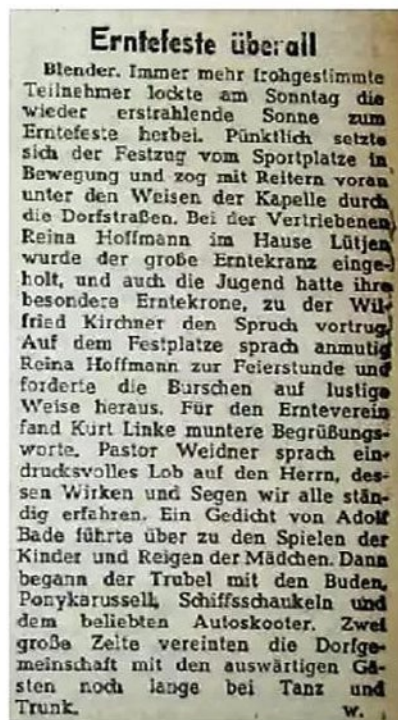 Erntefeste überall
Blender. Immer mehr frohgestimmte
Teilnehmer lockte am Sonntag die
wieder erstrahlende Sonne zum
Erntefeste herbei. Pünktlich setzte
sich der Festzug vom Sportplatze in
Bewegung und zog mit Reitern voran
unter den Weisen der Kapelle durch
die Dorfstraßen. Bei der Vertriebenen
Reina Hoffmann im Hause Lütjen
wurde der große Erntekranz einge-
holt, und auch die Jugend hatte ihre
besondere Erntekrone, zu der Wil-
fried Kirchner den Spruch vortrug.
Auf dem Festplatze sprach anmutig
Reina Hoffmann zur Feierstunde und
forderte die Burschen auf lustige
Weise heraus. Für den Ernteverein
fand Kurt Linke muntere Begrüßungs-
worte. Pastor Weidner sprach ein-
drucksvolles Lob auf den Herrn, des-
sen Wirken und Segen wir alle stän-
dig erfahren. Ein Gedicht von Adolf
Bade führte über zu den Spielen der
Kinder und Reigen der Mädchen. Dann
begann der Trubel mit den Buden,
Ponykarussell, Schiffsschaukeln und
dem beliebten Autoskooter. Zwei
große Zelte vereinten die Dorfge-
meinschaft mit den auswärtigen Gä-
sten noch lange bei Tanz und
Trunk. w.